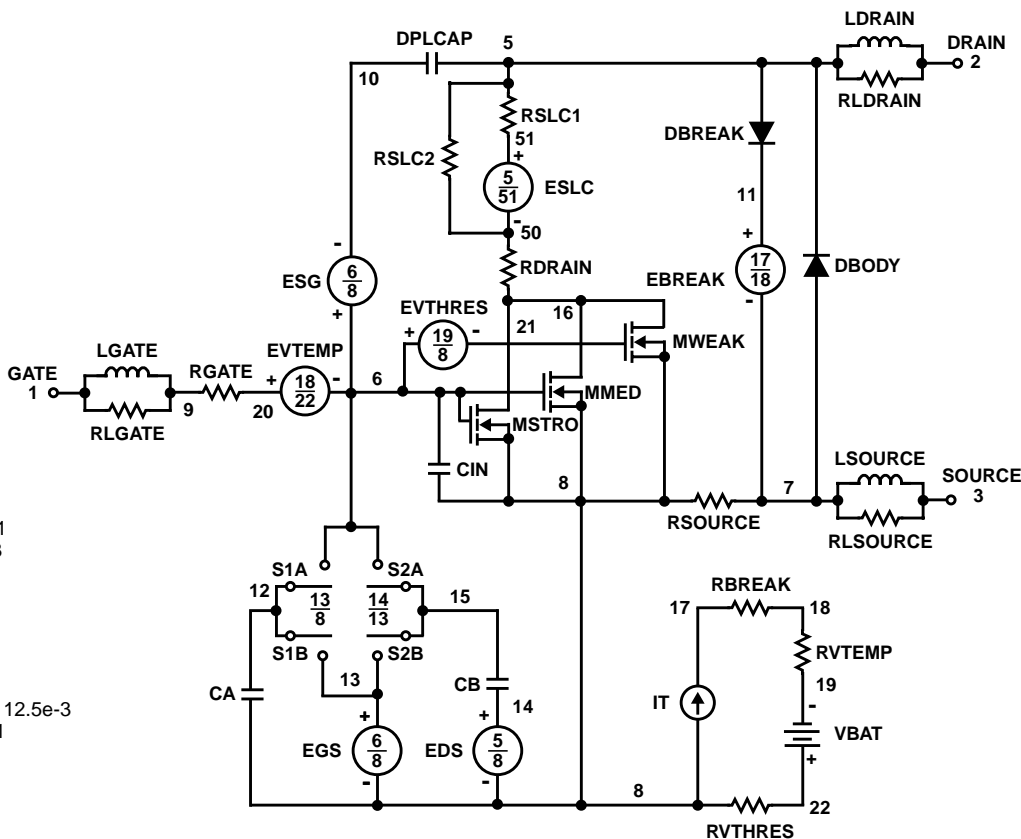 LDRAIN
DPLCAP 5 DRAIN
10 2
RSLC1 RLDRAIN
51 DBREAK
+
RSLC2
5
51 ESLC 11
-
50
- +
RDRAIN 17
6
8 ESG EBREAK 18 DBODY
EVTHRES 16 -
+ + 19 - 21
8 MWEAK
LGATE EVTEMP
GATE RGATE + 18 - 6
1 22 MMED
9 20 MSTRO
RLGATE
LSOURCE
CIN SOURCE
8 7 3
RSOURCE
RLSOURCE
1
3
S1A S2A RBREAK
12 13 14 15 17 18
8 13
S1B S2B RVTEMP
13 CB 19
CA 14 IT -
12.5e-3 + + VBAT
1 EGS 6 EDS 5
8 8 +
- - 8 22
RVTHRES